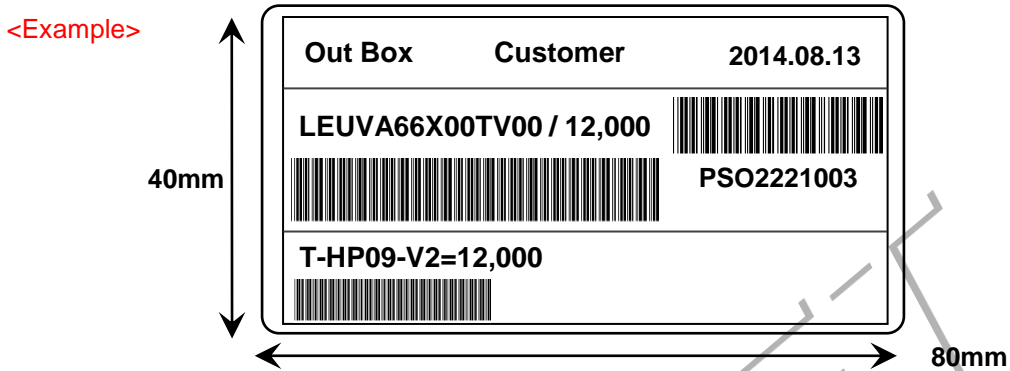 <Example>
Out Box Customer 2014.08.13
LEUVA66X00TV00 / 12,000
40mm
PSO2221003
T-HP09-V2=12,000
80mm